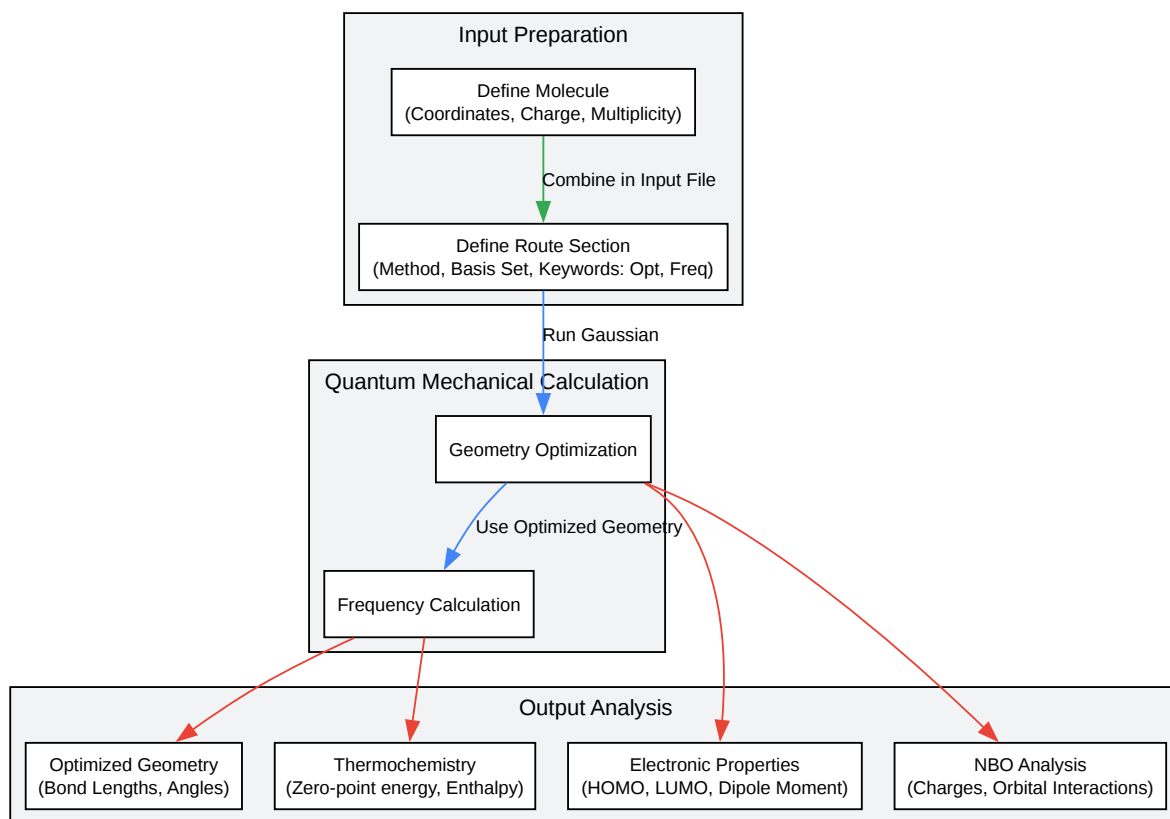 Input Preparation
Define Molecule
(Coordinates, Charge, Multiplicity)
Combine in Input File
Define Route Section
(Method, Basis Set, Keywords: Opt, Freq)
Run Gaussian
Quantum Mechanical Calculation
Geometry Optimization
Use Optimized Geometry
Frequency Calculation
Output Analysis
Optimized Geometry
(Bond Lengths, Angles)
Thermochemistry
(Zero-point energy, Enthalpy)
Electronic Properties
(HOMO, LUMO, Dipole Moment)
NBO Analysis
(Charges, Orbital Interactions)